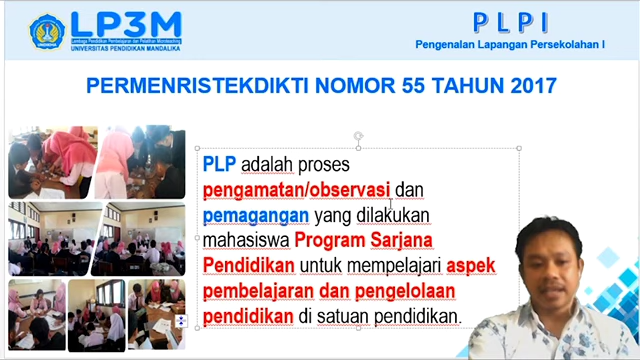 LP3M
Lembaga Pendidikan Pembelajaran dan Pelatihan Microteaching
UNIVERSITAS PENDIDIKAN MANDALIKA
PLPI
Pengenalan Lapangan Persekolahan I
PERMENRISTEKDIKTI NOMOR 55 TAHUN 2017
PLP adalah proses
pengamatan/observasi dan
pemagangan yang dilakukan
mahasiswa Program Sarjana
Pendidikan untuk mempelajari aspek
pembelajaran dan pengelolaan
pendidikan di satuan pendidikan.